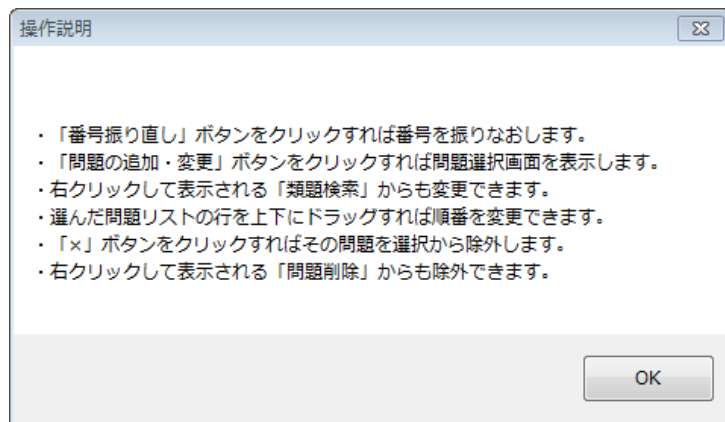 操作説明
・「番号振り直し」ボタンをクリックすれば番号を振りなおします。
・「問題の追加・変更」ボタンをクリックすれば問題選択画面を表示します。
・右クリックして表示される「類題検索」からも変更できます。
・選んだ問題リストの行を上下にドラッグすれば順番を変更できます。
・「×」ボタンをクリックすればその問題を選択から除外します。
・右クリックして表示される「問題削除」からも除外できます。
OK